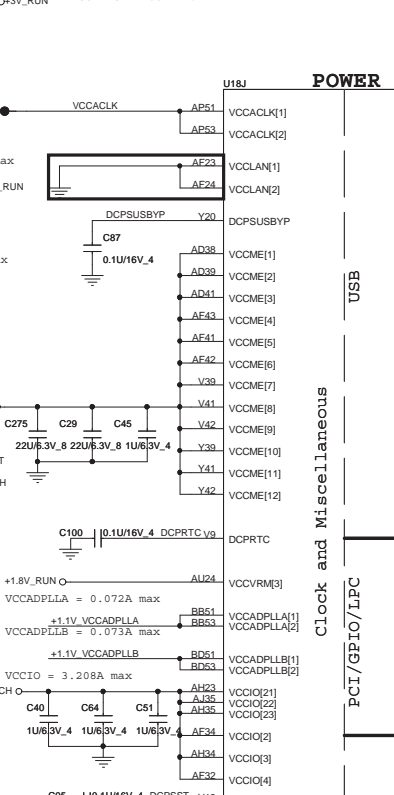 +3V_RUN
U18J
POWER
VCCACLK
AP51
VCCACLK[1]
AP53
VCCACLK[2]
ax
AF23
VCCLAN[1]
_RUN
AF24
VCCLAN[2]
DCPSUSBYP
Y20
DCPSUSBYP
C87
0.1U/16V_4
x
AD38
VCCME[1]
AD39
VCCME[2]
AD41
VCCME[3]
AF43
VCCME[4]
AF41
VCCME[5]
AF42
VCCME[6]
V39
VCCME[7]
V41
VCCME[8]
V42
VCCME[9]
Y39
VCCME[10]
Y41
VCCME[11]
Y42
VCCME[12]
USB
C275
C29
C45
22U/6.3V_8
22U/6.3V_8
1U/6.3V_4
T
H
C100
0.1U/16V_4
DCPRTC
V9
DCPRTC
Clock and Miscellaneous
+1.8V_RUN
AU24
VCCVRM[3]
VCCADPLLA = 0.072A max
BB51
VCCADPLLA[1]
+1.1V_VCCADPLLA
BB53
VCCADPLLA[2]
VCCADPLLB = 0.073A max
+1.1V_VCCADPLLB
BD51
VCCADPLLB[1]
BD53
VCCADPLLB[2]
VCCIO = 3.208A max
PCI/GPIO/LPC
CH
AH23
VCCIO[21]
AJ35
VCCIO[22]
AH35
VCCIO[23]
C40
C64
C51
1U/6.3V_4
1U/6.3V_4
1U/6.3V_4
AF34
VCCIO[2]
AH34
VCCIO[3]
AF32
VCCIO[4]